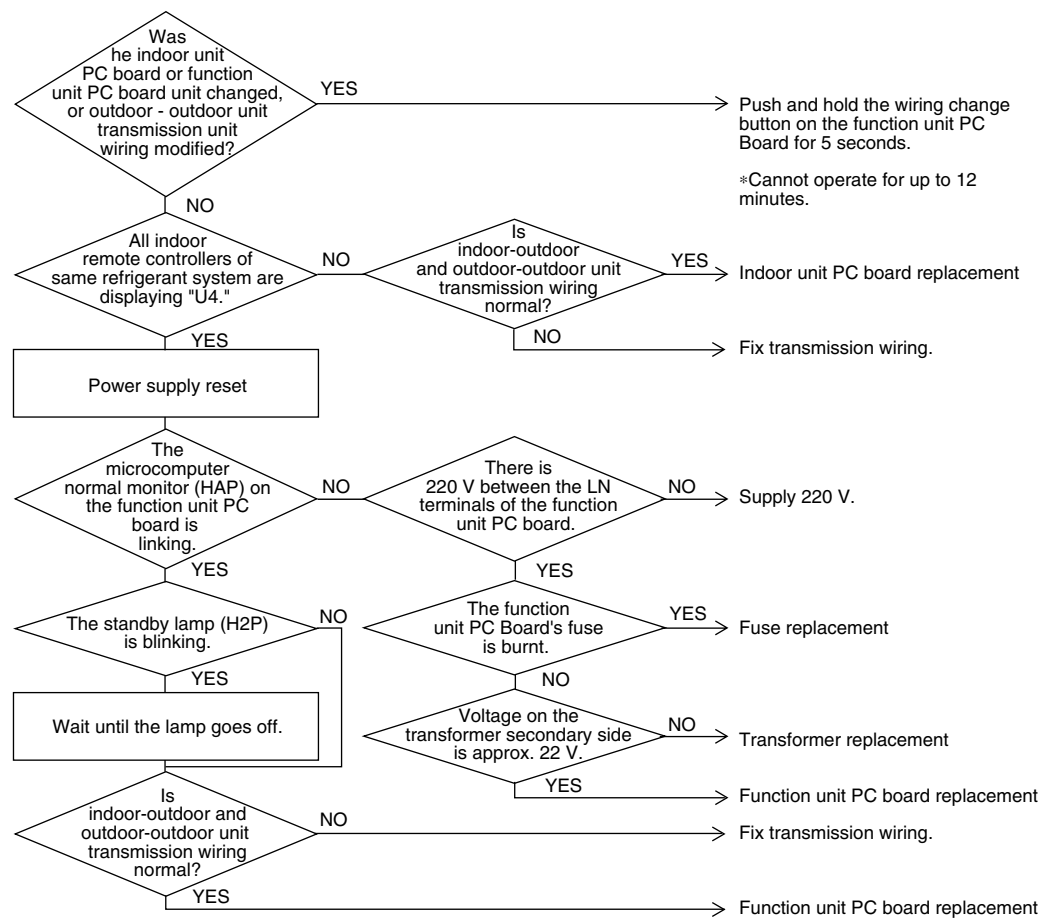 Was
he indoor unit
PC board or function
unit PC board unit changed,
or outdoor - outdoor unit
transmission unit
wiring modified?
YES
Push and hold the wiring change
button on the function unit PC
Board for 5 seconds.
*Cannot operate for up to 12
minutes.
NO
All indoor
remote controllers of
same refrigerant system are
displaying "U4."
NO
Is
indoor-outdoor
and outdoor-outdoor unit
transmission wiring
normal?
YES
Indoor unit PC board replacement
NO
Fix transmission wiring.
YES
Power supply reset
The
microcomputer
normal monitor (HAP) on
the function unit PC
board is
linking.
NO
There is
220 V between the LN
terminals of the function
unit PC board.
NO
Supply 220 V.
YES
YES
The standby lamp (H2P)
is blinking.
NO
The function
unit PC Board's fuse
is burnt.
YES
Fuse replacement
YES
NO
Wait until the lamp goes off.
Voltage on the
transformer secondary side
is approx. 22 V.
NO
Transformer replacement
YES
Function unit PC board replacement
Is
indoor-outdoor and
outdoor-outdoor unit
transmission wiring
normal?
NO
Fix transmission wiring.
YES
Function unit PC board replacement